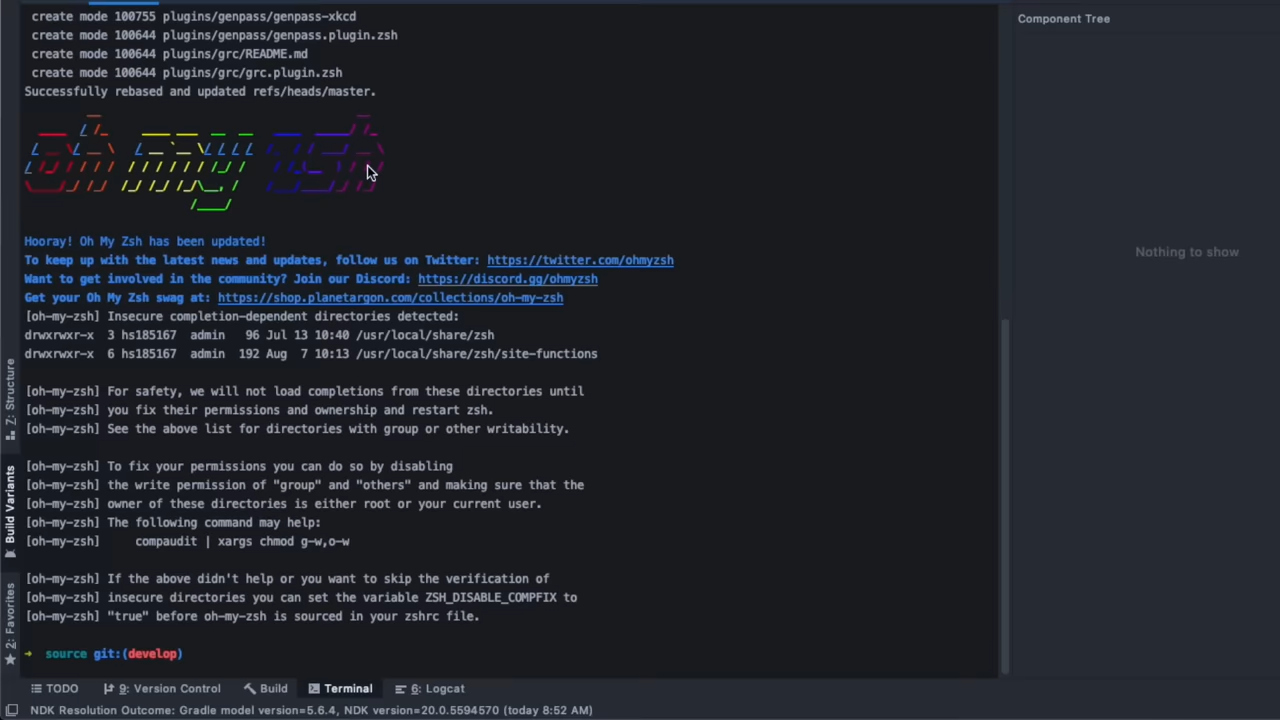 create mode 100755 plugins/genpass/genpass-xkcd
create mode 100644 plugins/genpass/genpass.plugin.zsh
create mode 100644 plugins/grc/README.md
create mode 100644 plugins/grc/grc.plugin.zsh
Successfully rebased and updated refs/heads/master.
oh my zsh
Hooray! Oh My Zsh has been updated!
To keep up with the latest news and updates, follow us on Twitter: https://twitter.com/ohmyzsh
Want to get involved in the community? Join our Discord: https://discord.gg/ohmyzsh
Get your Oh My Zsh swag at: https://shop.planetargon.com/collections/oh-my-zsh
[oh-my-zsh] Insecure completion-dependent directories detected:
drwxrwxr-x 3 hs185167 admin 96 Jul 13 10:40 /usr/local/share/zsh
drwxrwxr-x 6 hs185167 admin 192 Aug 7 10:13 /usr/local/share/zsh/site-functions
[oh-my-zsh] For safety, we will not load completions from these directories until
[oh-my-zsh] you fix their permissions and ownership and restart zsh.
[oh-my-zsh] See the above list for directories with group or other writability.
[oh-my-zsh] To fix your permissions you can do so by disabling
[oh-my-zsh] the write permission of "group" and "others" and making sure that the
[oh-my-zsh] owner of these directories is either root or your current user.
[oh-my-zsh] The following command may help:
[oh-my-zsh] compaudit | xargs chmod g-w,o-w
[oh-my-zsh] If the above didn't help or you want to skip the verification of
[oh-my-zsh] insecure directories you can set the variable ZSH_DISABLE_COMPFIX to
[oh-my-zsh] "true" before oh-my-zsh is sourced in your zshrc file.
➜ source git:(develop)
Component Tree
Nothing to show
Z: Structure
Build Variants
2: Favorites
TODO
9: Version Control
Build
Terminal
6: Logcat
NDK Resolution Outcome: Gradle model version=5.6.4, NDK version=20.0.5594570 (today 8:52 AM)